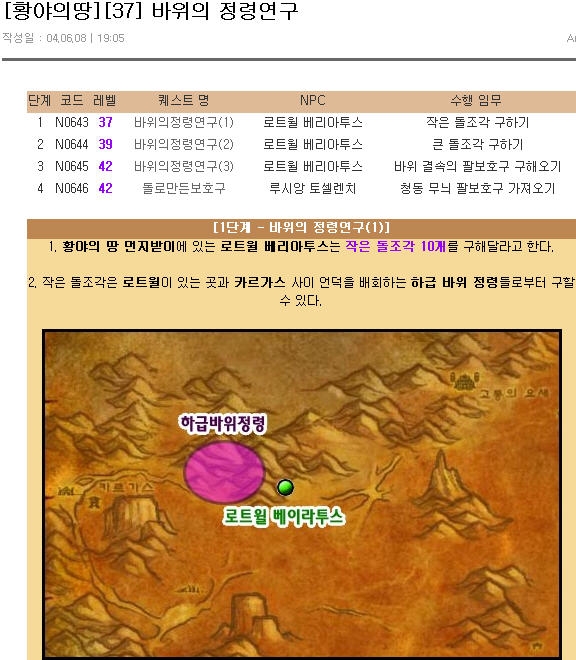 [황야의땅][37] 바위의 정령연구
작성일 : 04.06.08 | 19:05
단계 코드 레벨 퀘스트 명 NPC 수행 임무
1 N0643 37 바위의정령연구(1) 로트윌 베리아투스 작은 돌조각 구하기
2 N0644 39 바위의정령연구(2) 로트윌 베리아투스 큰 돌조각 구하기
3 N0645 42 바위의정령연구(3) 로트윌 베리아투스 바위 결속의 팔보호구 구해오기
4 N0646 42 돌로만든보호구 루시앙 토셀렌치 청동 무늬 팔보호구 가져오기
[1단계 - 바위의 정령연구(1)]
1. 황야의 땅 먼지받이에 있는 로트윌 베리아투스는 작은 돌조각 10개를 구해달라고 한다.
2. 작은 돌조각은 로트윌이 있는 곳과 카르가스 사이 언덕을 배회하는 하급 바위 정령들로부터 구할
수 있다.
고통의 요새
하급바위정령
카르가스
로트윌 베이라투스